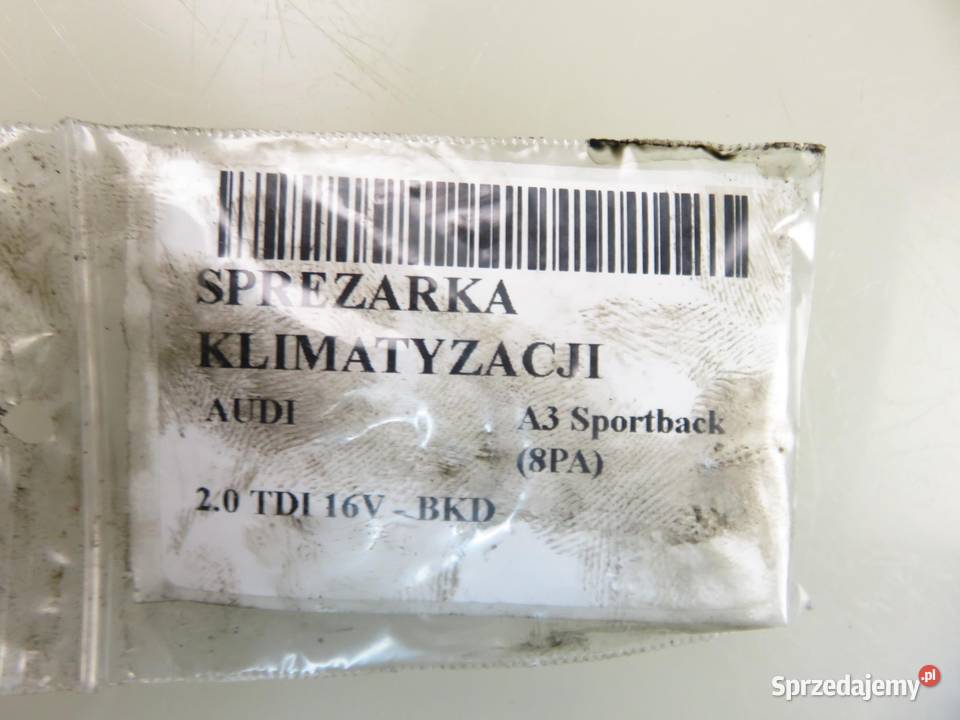 SPREZARKA
KLIMATYZACJI
AUDI A3 Sportback
(8PA)
2.0 TDI 16V - BKD
Sprzedajemy.pl